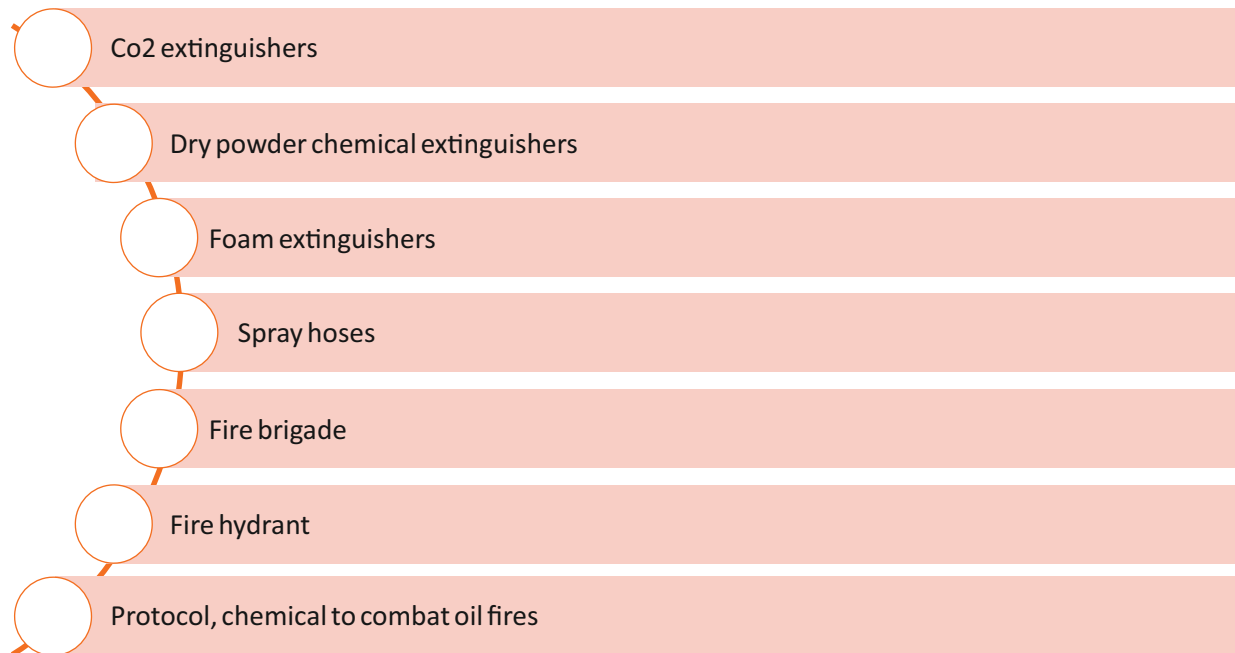 Co2 extinguishers
Dry powder chemical extinguishers
Foam extinguishers
Spray hoses
Fire brigade
Fire hydrant
Protocol, chemical to combat oil fires